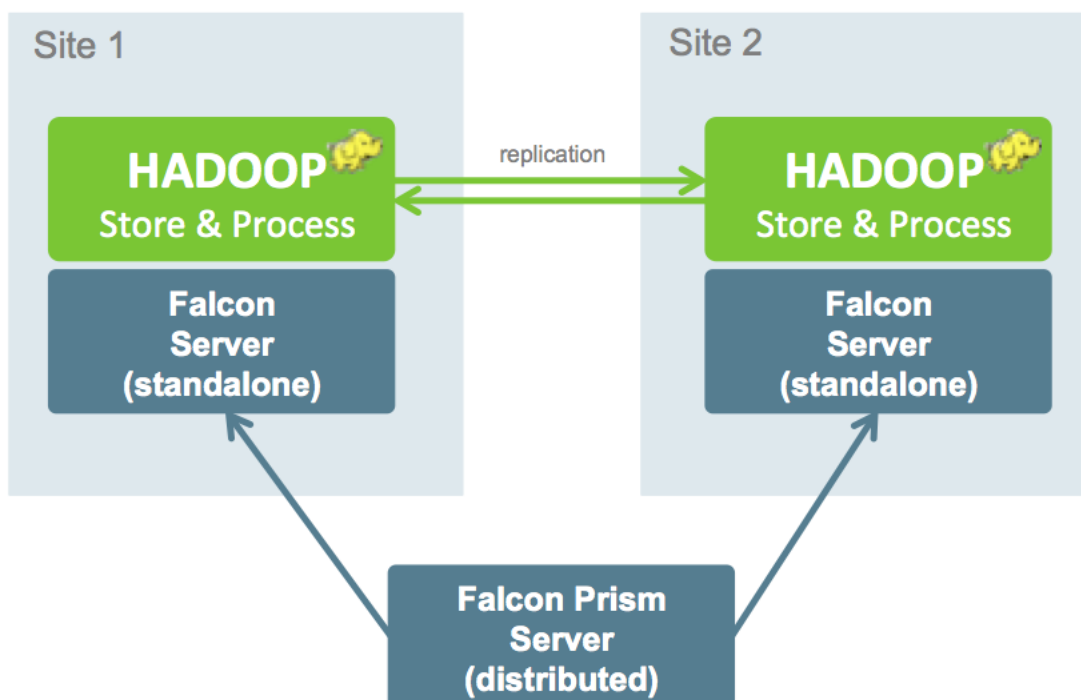 Site 1
HADOOP
Store & Process
Falcon
Server
(standalone)
replication
Site 2
HADOOP
Store & Process
Falcon
Server
(standalone)
Falcon Prism
Server
(distributed)